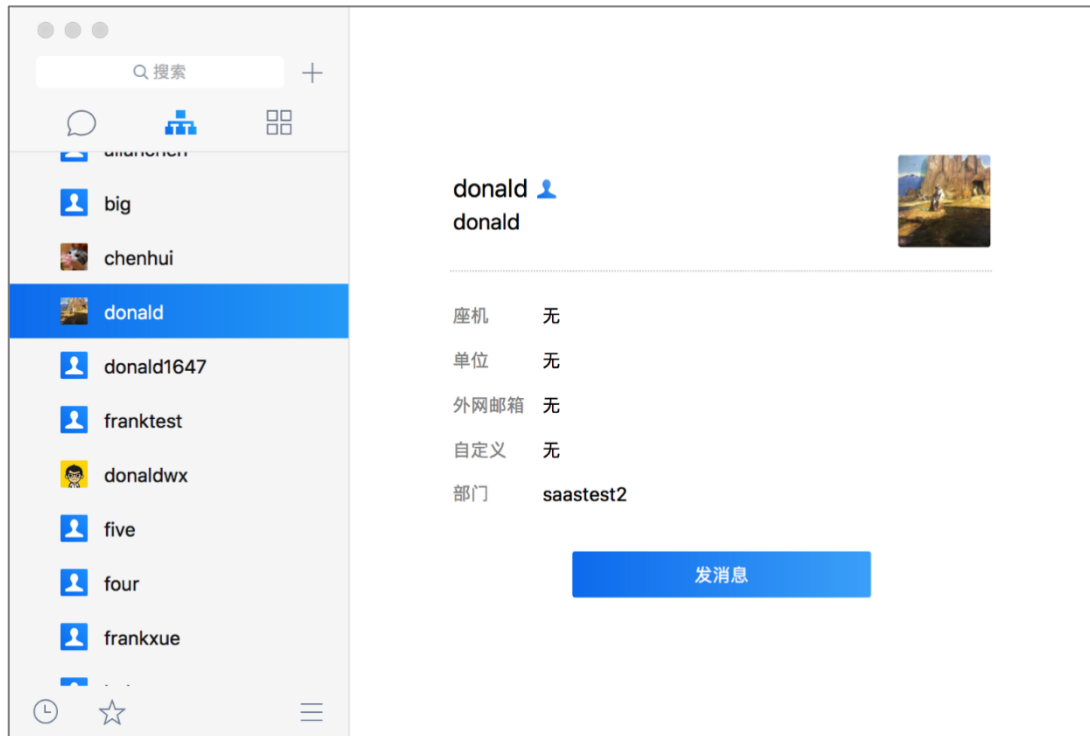 搜索
big
chenhui
donald
donald1647
franktest
donaldwx
five
four
frankxue
donald
donald
座机 无
单位 无
外网邮箱 无
自定义 无
部门 saastest2
发消息